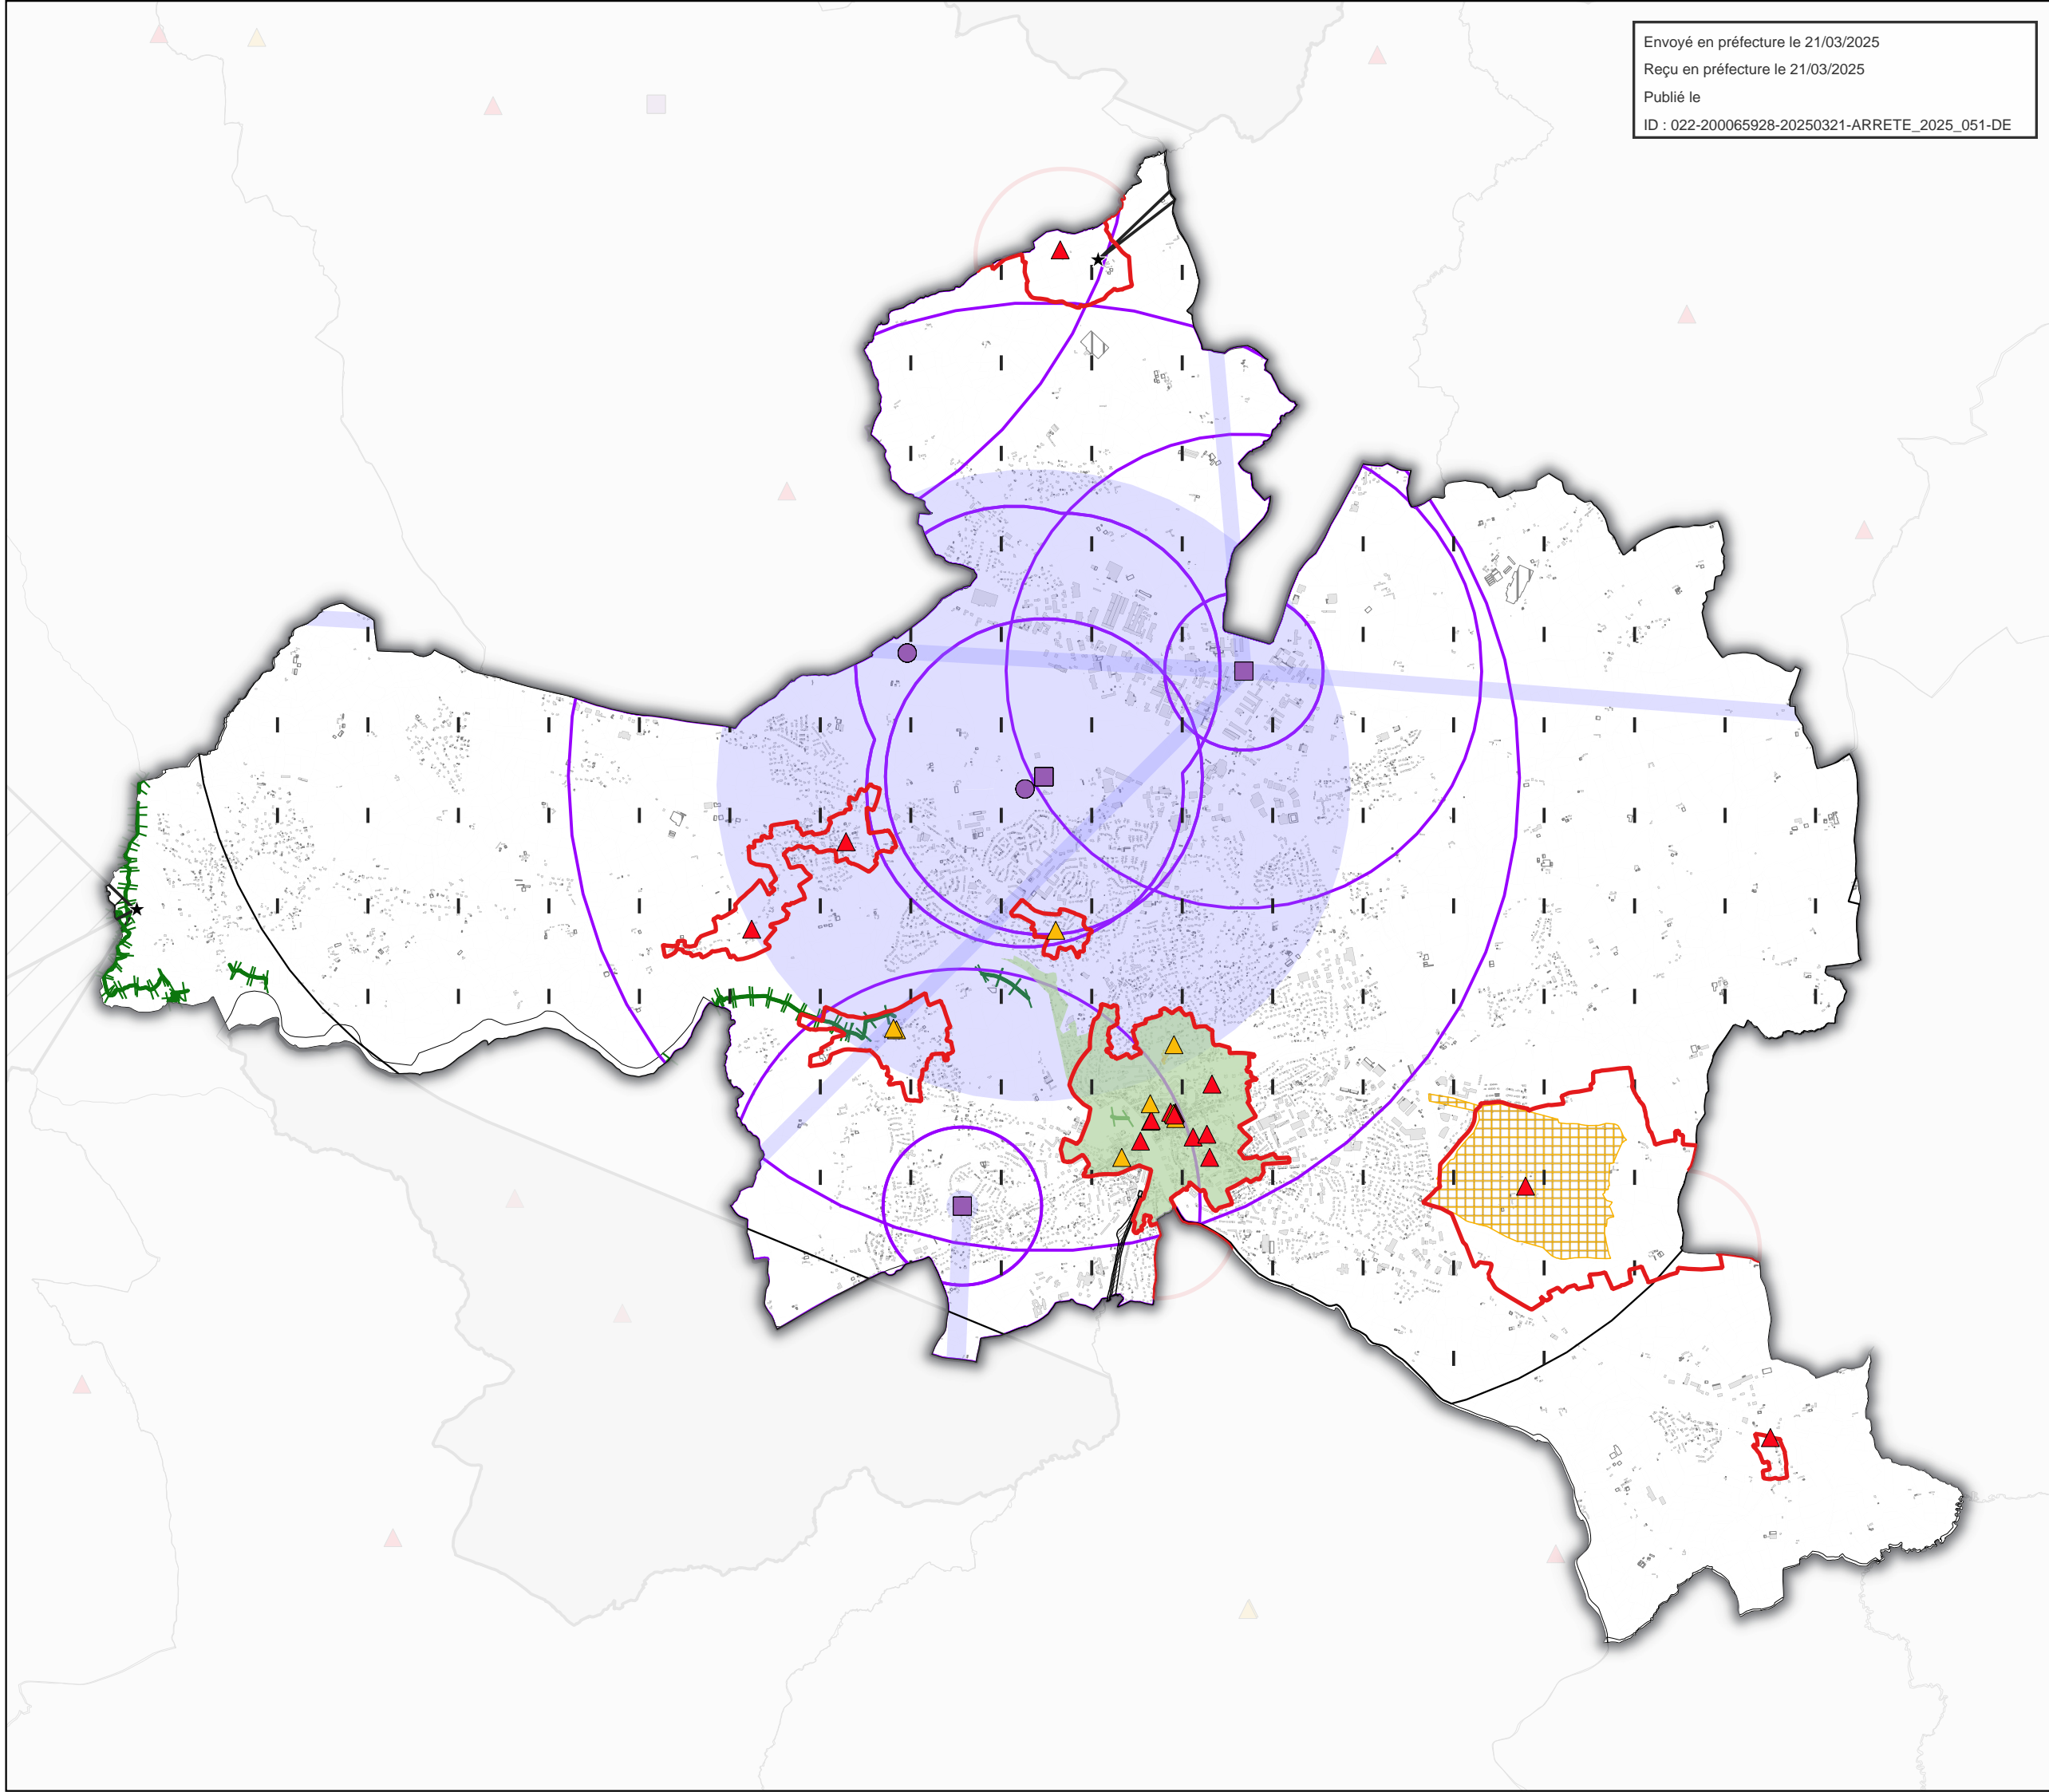 Envoyé en préfecture le 21/03/2025
Reçu en préfecture le 21/03/2025
Publié le
ID : 022-200065928-20250321-ARRETE_2025_051-DE